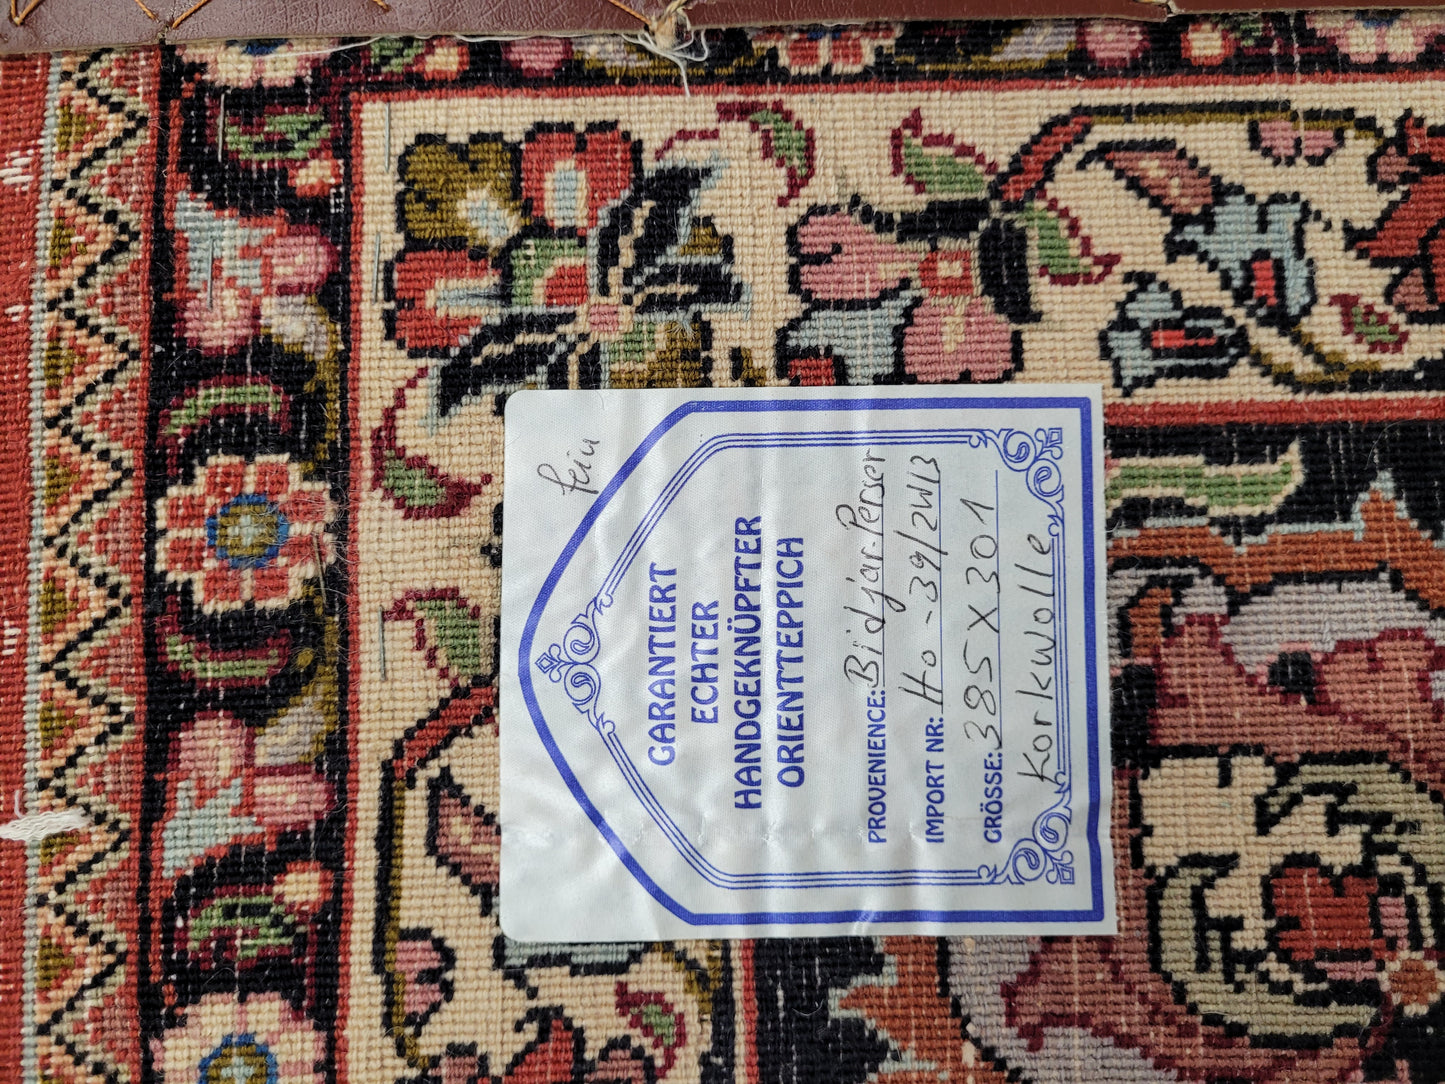 fein
GARANTIERT
ECHTER
HANDGEKNÜPFTER
ORIENTTEPPICH
PROVENIENCE: Bidjar-Perser
IMPORT NR: Ho-39/2W13
GRÖSSE: 385 X 301
Korkwolle